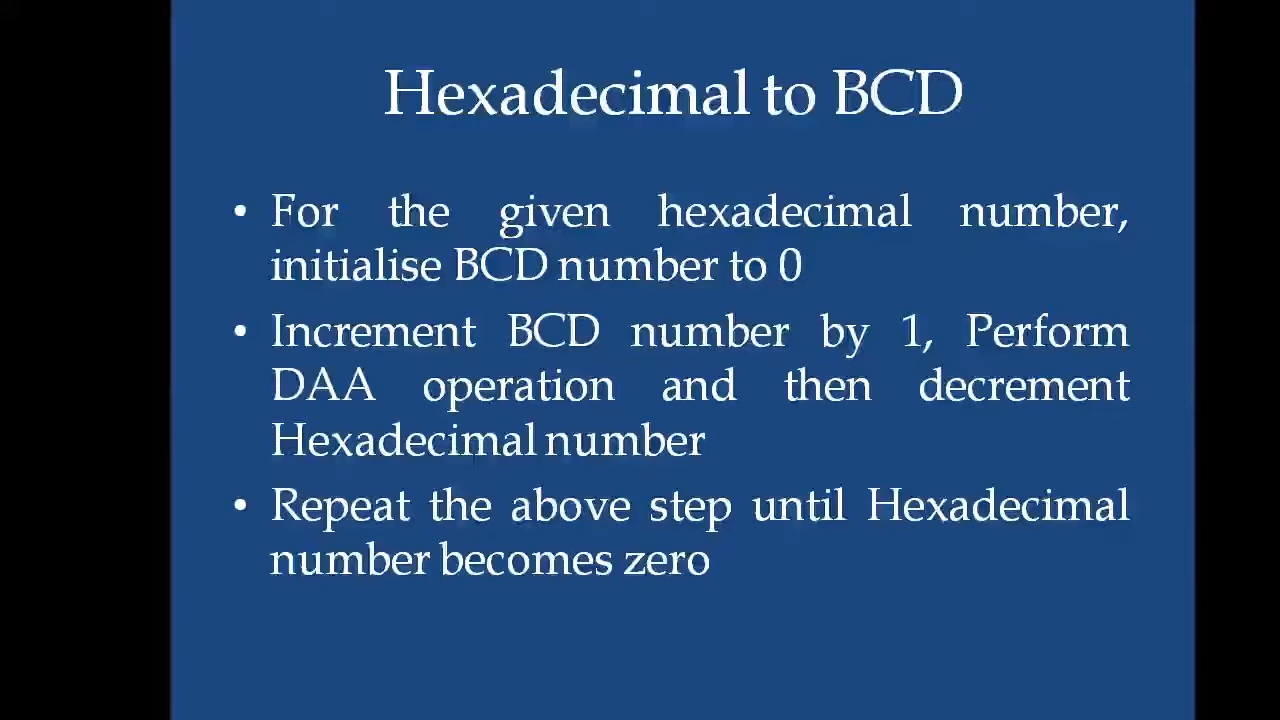 Hexadecimal to BCD
• For the given hexadecimal number,
initialise BCD number to 0
• Increment BCD number by 1, Perform
DAA operation and then decrement
Hexadecimal number
• Repeat the above step until Hexadecimal
number becomes zero